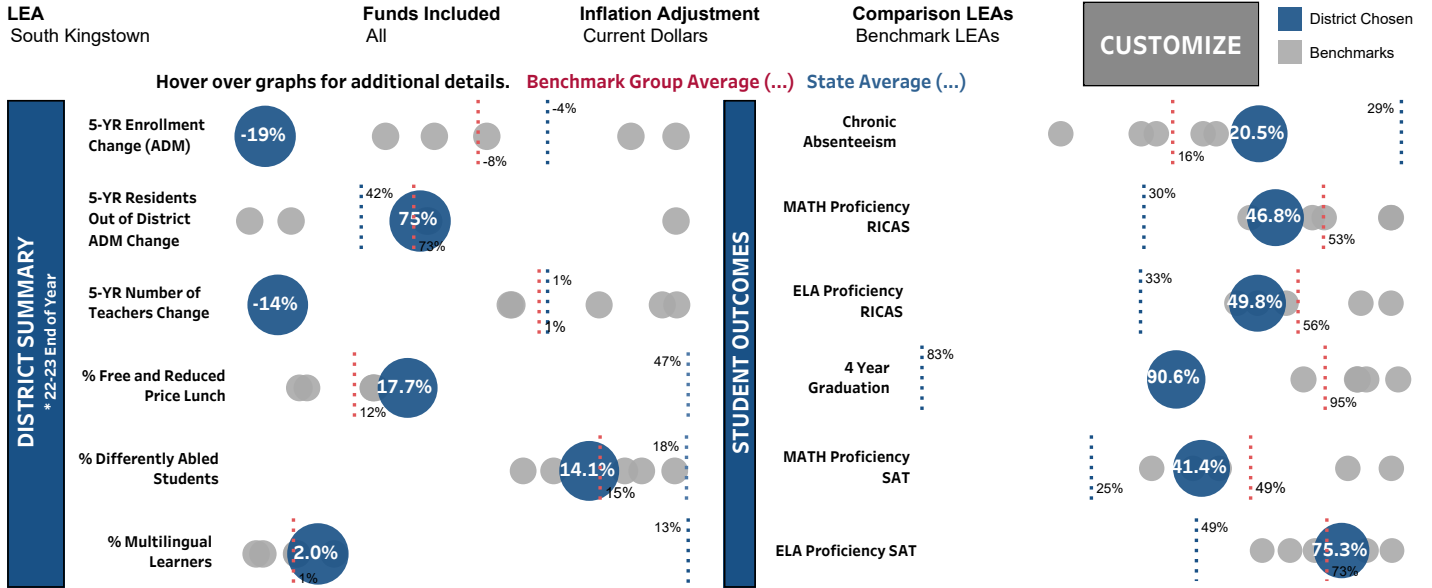 LEA
South Kingstown
Funds Included
All
Inflation Adjustment
Current Dollars
Comparison LEAs
Benchmark LEAs
CUSTOMIZE
District Chosen
Benchmarks
Hover over graphs for additional details. Benchmark Group Average (...) State Average (...)
DISTRICT SUMMARY
* 22-23 End of Year
5-YR Enrollment
Change (ADM)
-19%
-8%
-4%
5-YR Residents
Out of District
ADM Change
42%
75%
73%
5-YR Number of
Teachers Change
-14%
1%
1%
% Free and Reduced
Price Lunch
12%
17.7%
47%
% Differently Abled
Students
14.1%
15%
18%
% Multilingual
Learners
1%
2.0%
13%
STUDENT OUTCOMES
Chronic
Absenteeism
16%
20.5%
29%
MATH Proficiency
RICAS
30%
46.8%
53%
ELA Proficiency
RICAS
33%
49.8%
56%
4 Year
Graduation
83%
90.6%
95%
MATH Proficiency
SAT
25%
41.4%
49%
ELA Proficiency SAT
49%
75.3%
73%